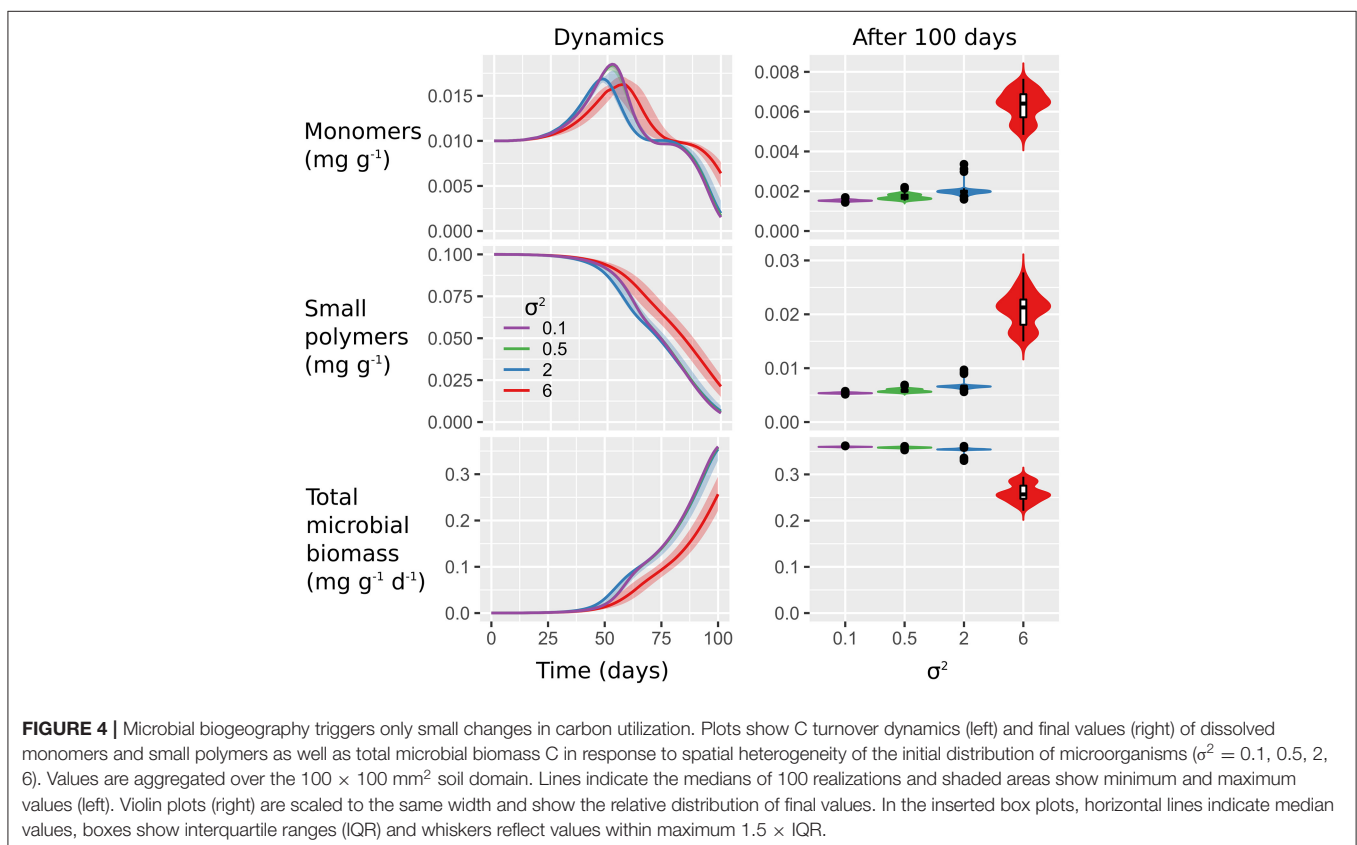 Dynamics
After 100 days
Monomers
(mg g⁻¹)
0.015
0.010
0.005
0.000
0.008
0.006
0.004
0.002
0.000
Small
polymers
(mg g⁻¹)
0.100
0.075
0.050
0.025
0.000
σ²
0.1
0.5
2
6
0.03
0.02
0.01
0.00
Total
microbial
biomass
(mg g⁻¹ d⁻¹)
0.3
0.2
0.1
0.0
0.3
0.2
0.1
0.0
0 25 50 75 100
Time (days)
0.1 0.5 2 6
σ²
FIGURE 4 | Microbial biogeography triggers only small changes in carbon utilization. Plots show C turnover dynamics (left) and final values (right) of dissolved
monomers and small polymers as well as total microbial biomass C in response to spatial heterogeneity of the initial distribution of microorganisms (σ² = 0.1, 0.5, 2,
6). Values are aggregated over the 100 × 100 mm² soil domain. Lines indicate the medians of 100 realizations and shaded areas show minimum and maximum
values (left). Violin plots (right) are scaled to the same width and show the relative distribution of final values. In the inserted box plots, horizontal lines indicate median
values, boxes show interquartile ranges (IQR) and whiskers reflect values within maximum 1.5 × IQR.